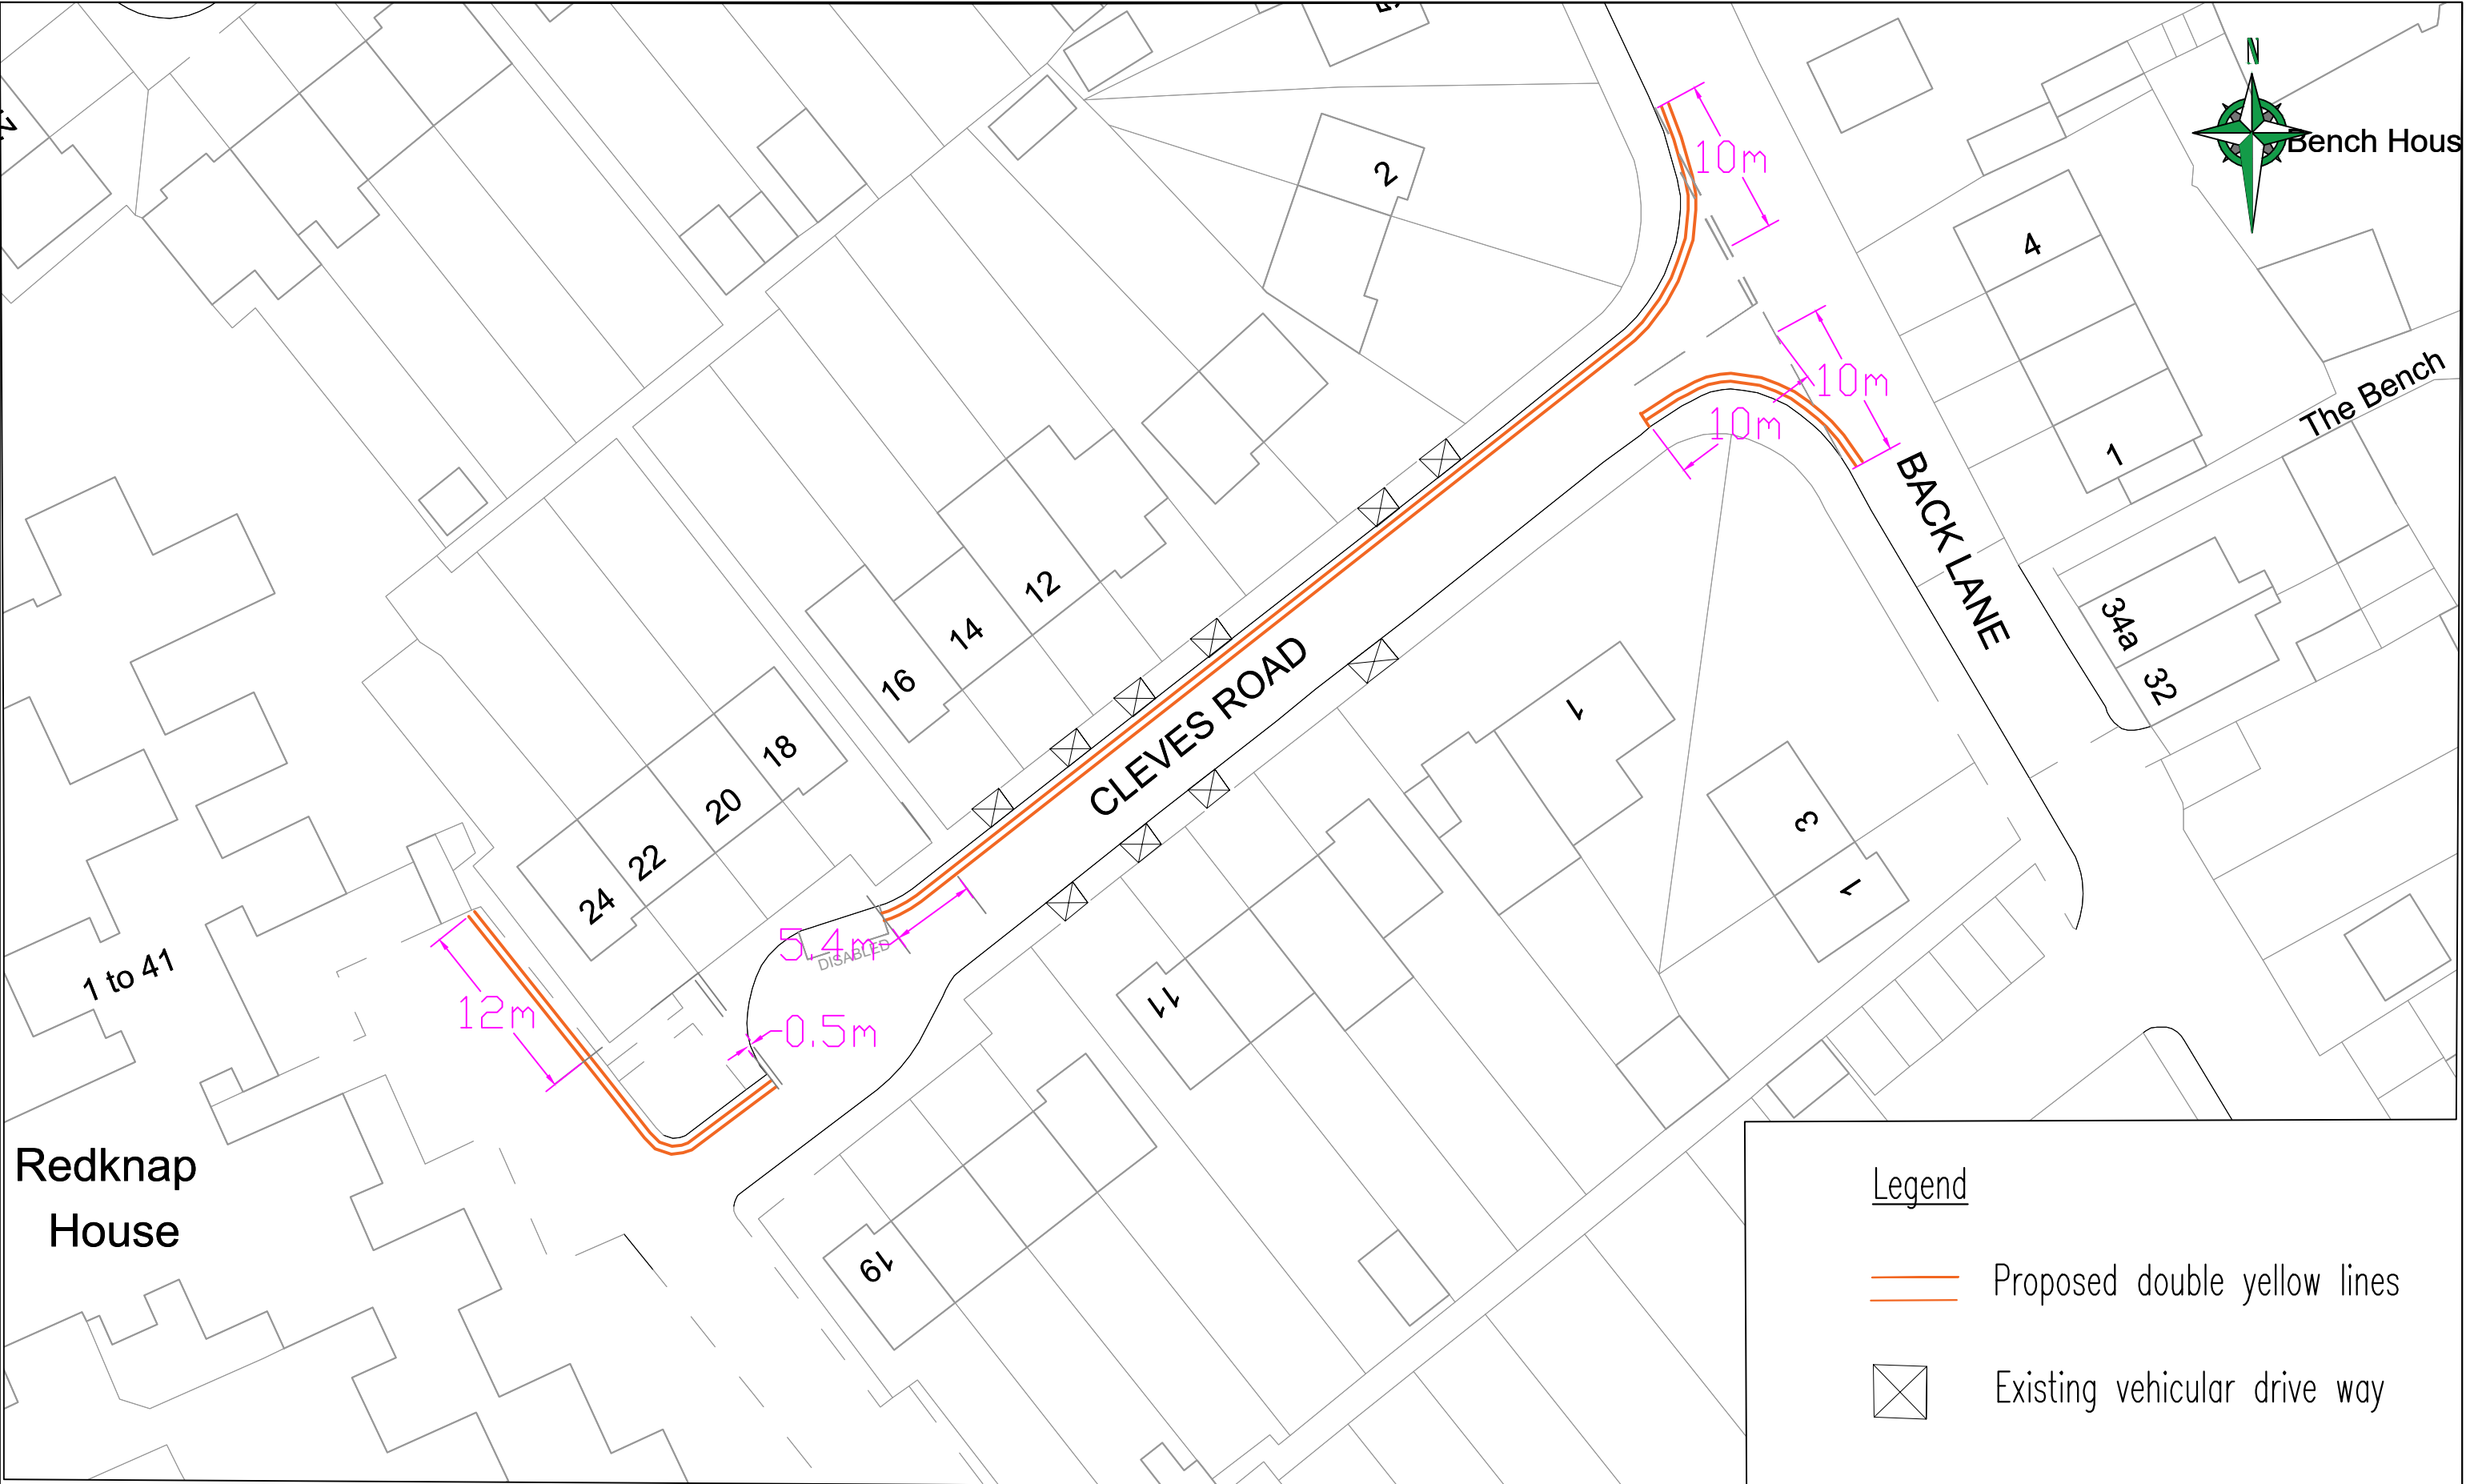 N
Bench Hous
2
4
1
The Bench
10m
10m
10m
BACK LANE
34a
32
12
14
16
18
20
22
24
CLEVES ROAD
1
3
1
11
19
5.4m
DISABLED
0.5m
12m
1 to 41
Redknap
House
Legend
Proposed double yellow lines
Existing vehicular drive way